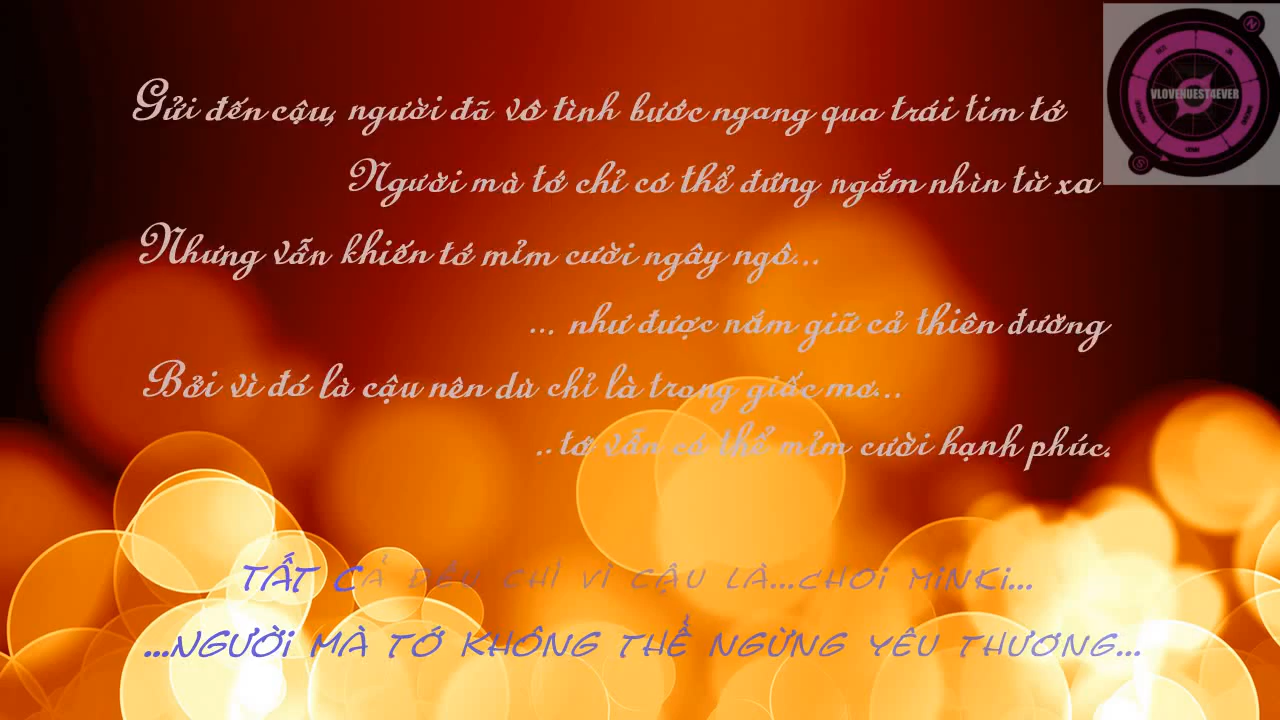 Gửi đến cậu, người đã vô tình bước ngang qua trái tim tớ
Người mà tớ chỉ có thể đứng ngắm nhìn từ xa
Nhưng vẫn khiến tớ mỉm cười ngây ngô...
... như được nắm giữ cả thiên đường
Bởi vì đó là cậu nên dù chỉ là trong giấc mơ...
..tớ vẫn có thể mỉm cười hạnh phúc.
TẤT CẢ ĐỀU CHỈ VÌ CẬU LÀ...CHOI MINKI...
...NGƯỜI MÀ TỚ KHÔNG THỂ NGỪNG YÊU THƯƠNG...
VLOVENUEST4EVER
N
S